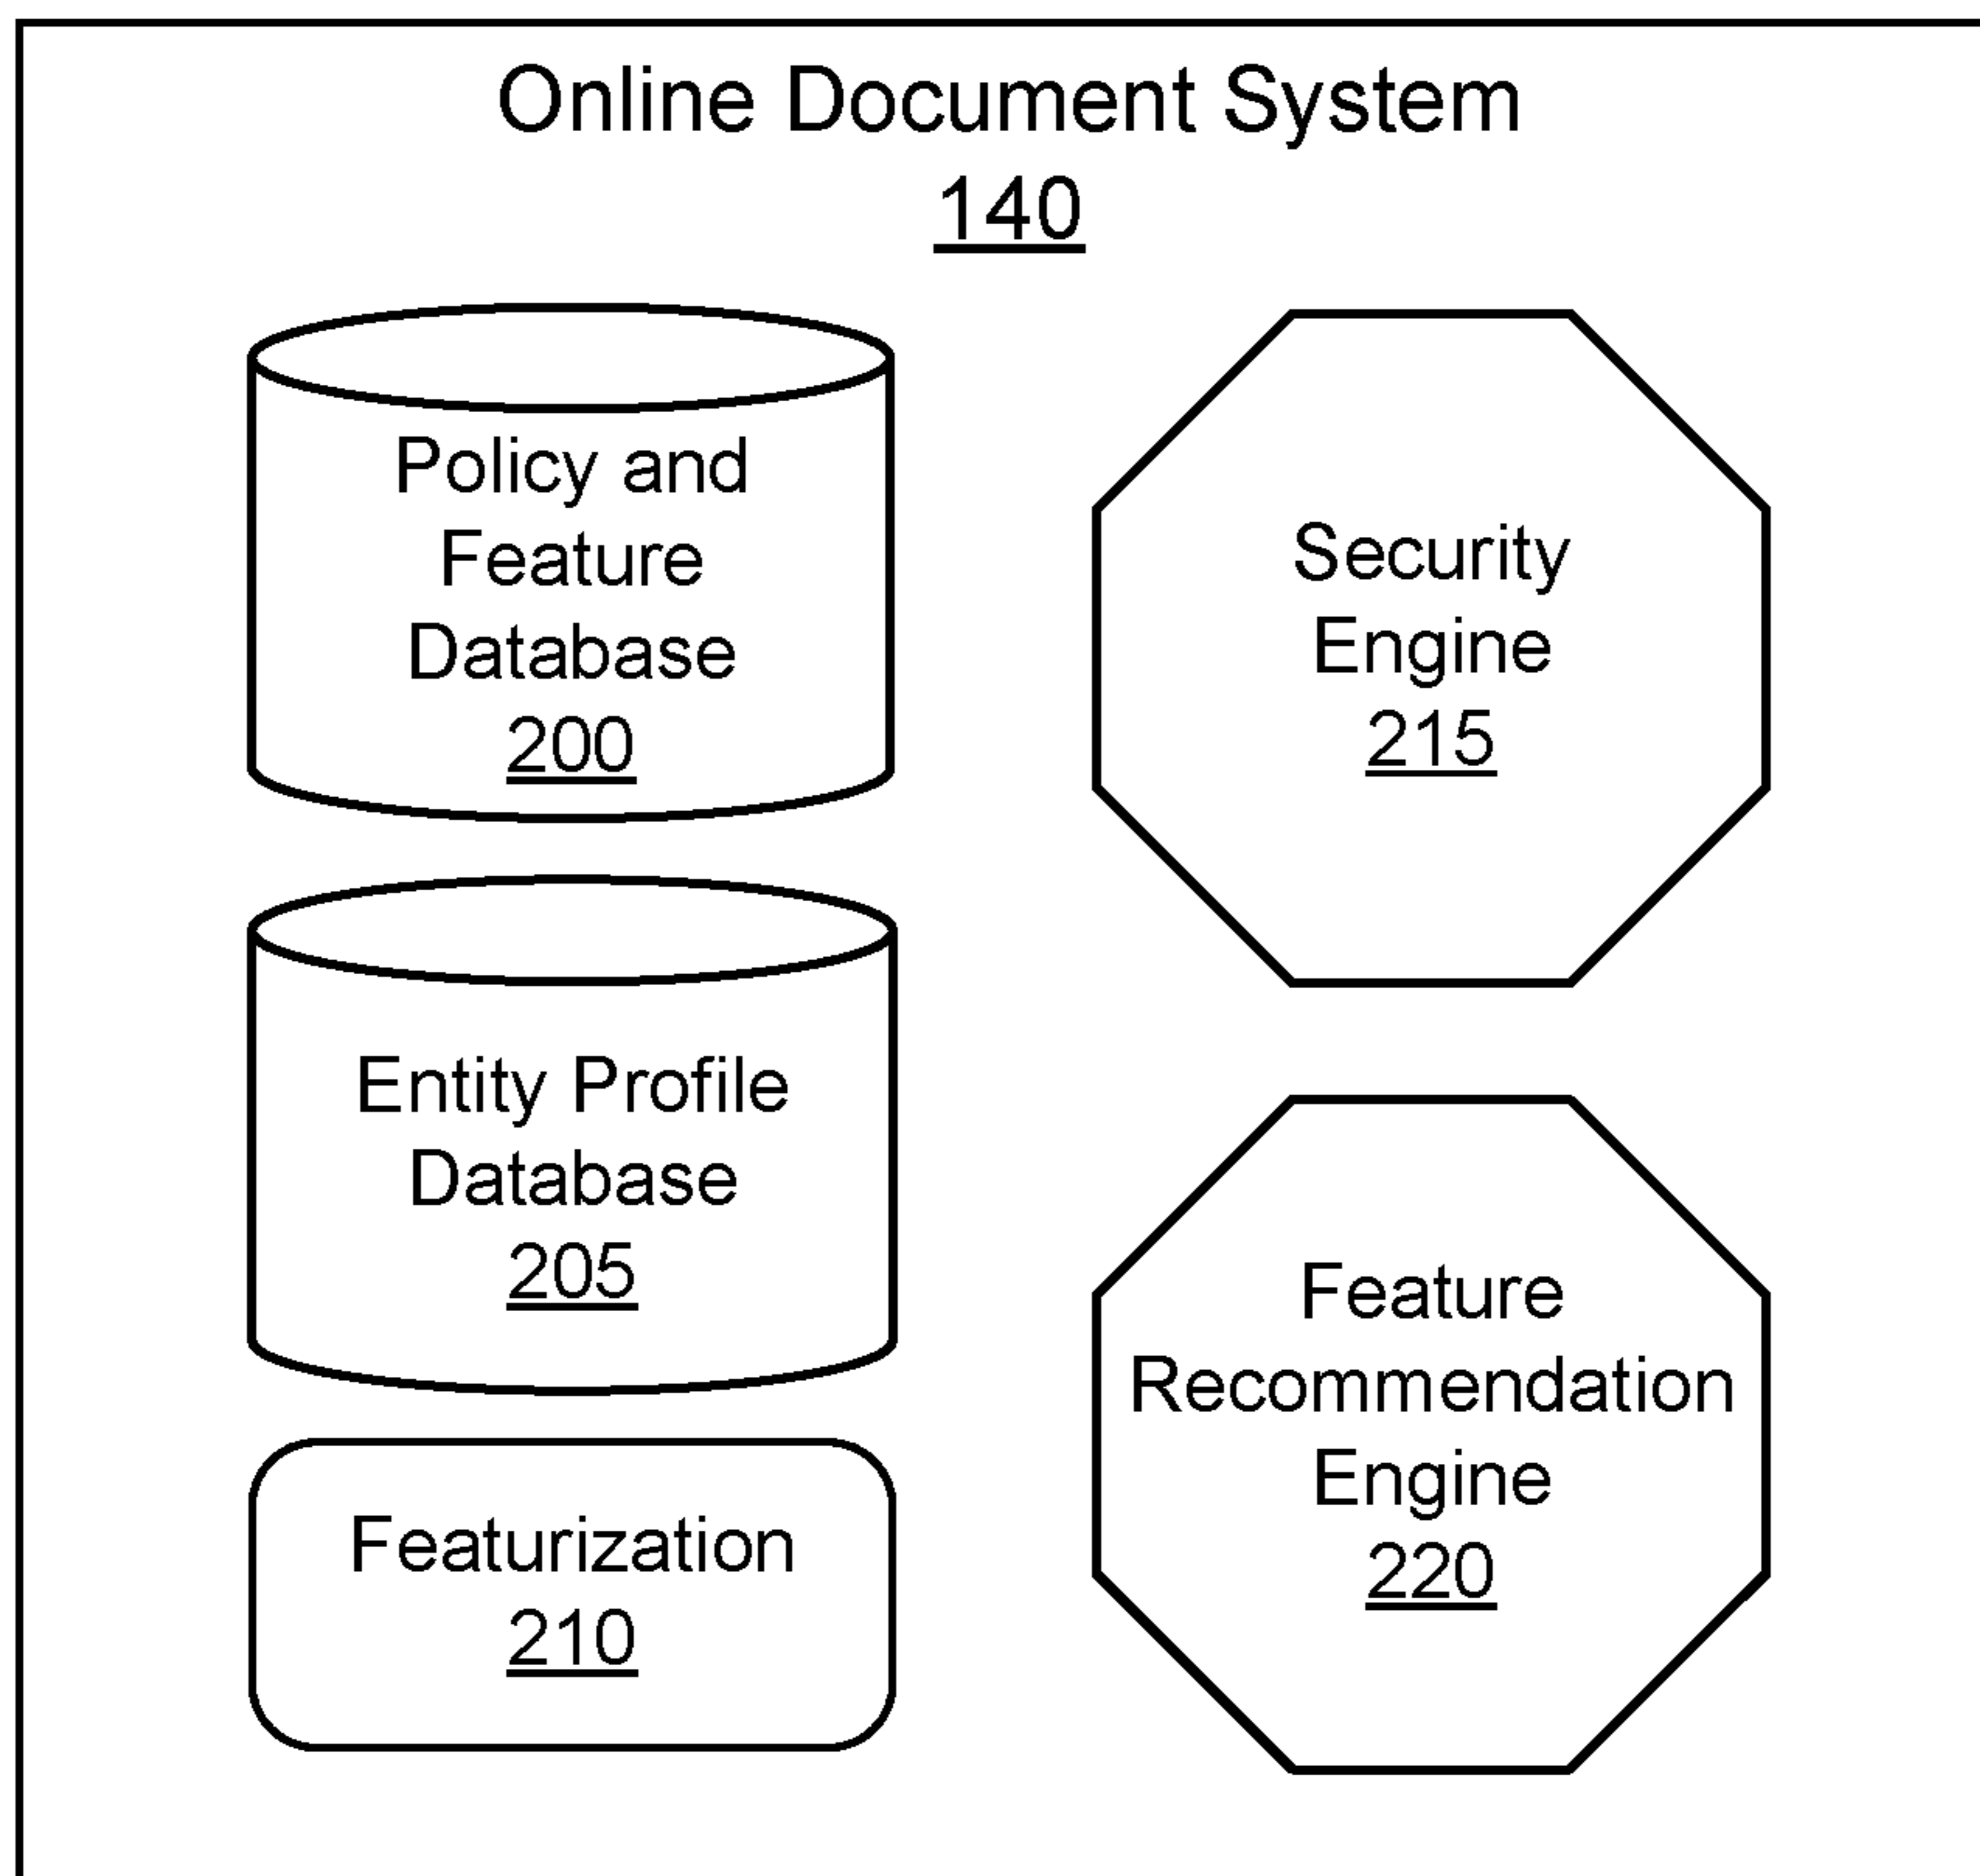 Online Document System
140
Policy and
Feature
Database
200
Entity Profile
Database
205
Featurization
210
Security
Engine
215
Feature
Recommendation
Engine
220